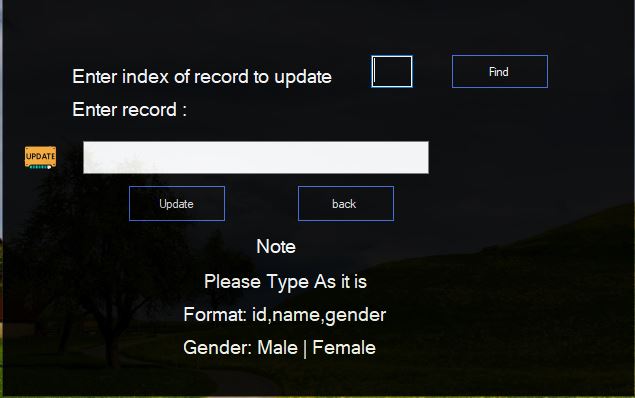 Enter index of record to update
Find
Enter record :
UPDATE
Update
back
Note
Please Type As it is
Format: id,name,gender
Gender: Male | Female